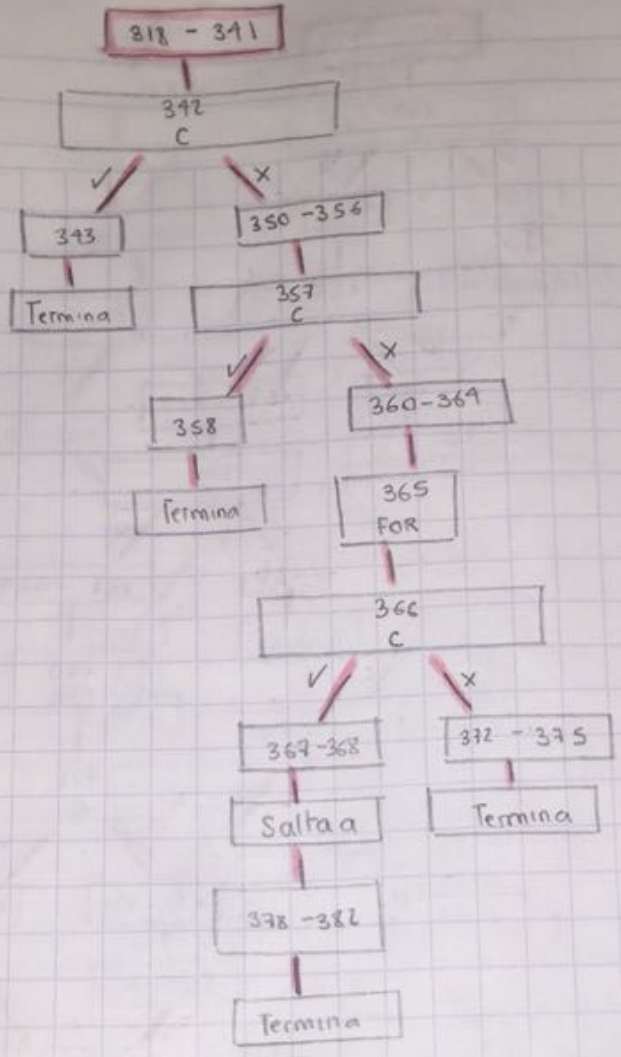 318 - 341
342
C
✓
x
343
350 - 356
Termina
357
C
✓
x
358
360 - 364
Termina
365
FOR
366
C
✓
x
367 - 368
372 - 375
Salta a
Termina
378 - 382
Termina